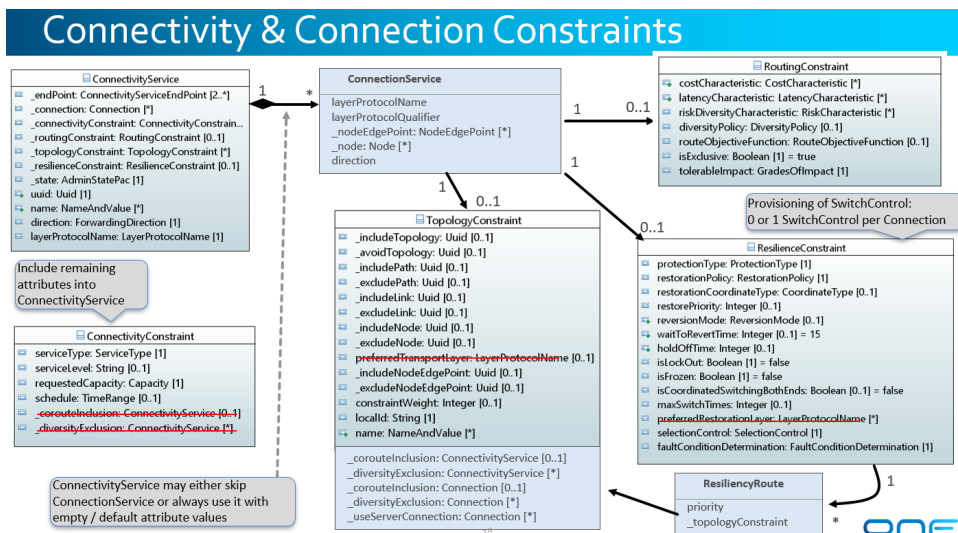 Connectivity & Connection Constraints
ConnectivityService
_endPoint: ConnectivityServiceEndPoint [2..*]
_connection: Connection [*]
_connectivityConstraint: ConnectivityConstrain...
_routingConstraint: RoutingConstraint [0..1]
_topologyConstraint: TopologyConstraint [*]
_resilienceConstraint: ResilienceConstraint [0..1]
_state: AdminStatePac [1]
uuid: Uuid [1]
name: NameAndValue [*]
direction: ForwardingDirection [1]
layerProtocolName: LayerProtocolName [1]
1
*
ConnectionService
layerProtocolName
layerProtocolQualifier
_nodeEdgePoint: NodeEdgePoint [*]
_node: Node [*]
direction
1
0..1
RoutingConstraint
costCharacteristic: CostCharacteristic [*]
latencyCharacteristic: LatencyCharacteristic [*]
riskDiversityCharacteristic: RiskCharacteristic [*]
diversityPolicy: DiversityPolicy [0..1]
routeObjectiveFunction: RouteObjectiveFunction [0..1]
isExclusive: Boolean [1] = true
tolerableImpact: GradesOfImpact [1]
1
0..1
1
0..1
Provisioning of SwitchControl:
0 or 1 SwitchControl per Connection
Include remaining
attributes into
ConnectivityService
ConnectivityConstraint
serviceType: ServiceType [1]
serviceLevel: String [0..1]
requestedCapacity: Capacity [1]
schedule: TimeRange [0..1]
_corouteInclusion: ConnectivityService [0..1]
_diversityExclusion: ConnectivityService [*]
TopologyConstraint
_includeTopology: Uuid [0..1]
_avoidTopology: Uuid [0..1]
_includePath: Uuid [0..1]
_excludePath: Uuid [0..1]
_includeLink: Uuid [0..1]
_excludeLink: Uuid [0..1]
_includeNode: Uuid [0..1]
_excludeNode: Uuid [0..1]
preferredTransportLayer: LayerProtocolName [0..1]
_includeNodeEdgePoint: Uuid [0..1]
_excludeNodeEdgePoint: Uuid [0..1]
constraintWeight: Integer [0..1]
localId: String [1]
name: NameAndValue [*]
_corouteInclusion: ConnectivityService [0..1]
_diversityExclusion: ConnectivityService [*]
_corouteInclusion: Connection [0..1]
_diversityExclusion: Connection [*]
_useServerConnection: Connection [*]
ResilienceConstraint
protectionType: ProtectionType [1]
restorationPolicy: RestorationPolicy [1]
restorationCoordinateType: CoordinateType [0..1]
restorePriority: Integer [0..1]
reversionMode: ReversionMode [0..1]
waitToRevertTime: Integer [0..1] = 15
holdOffTime: Integer [0..1]
isLockOut: Boolean [1] = false
isFrozen: Boolean [1] = false
isCoordinatedSwitchingBothEnds: Boolean [0..1] = false
maxSwitchTimes: Integer [0..1]
preferredRestorationLayer: LayerProtocolName [*]
selectionControl: SelectionControl [1]
faultConditionDetermination: FaultConditionDetermination [1]
1
*
ResiliencyRoute
priority
_topologyConstraint
ConnectivityService may either skip
ConnectionService or always use it with
empty / default attribute values